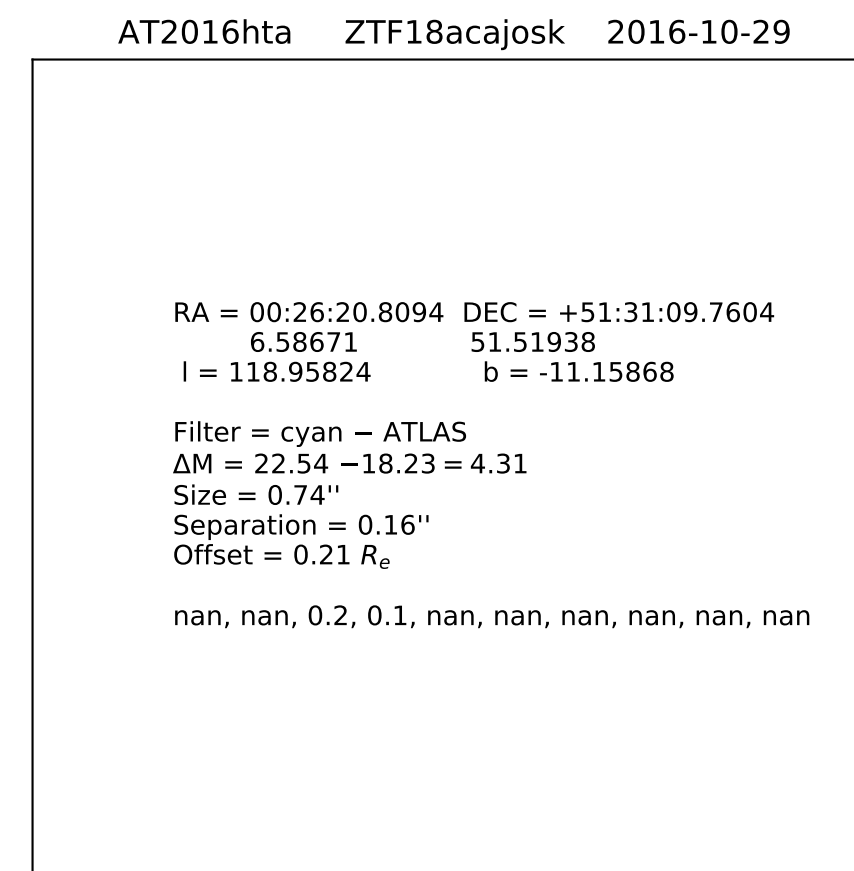 AT2016hta ZTF18acajosk 2016-10-29
RA = 00:26:20.8094 DEC = +51:31:09.7604
6.58671 51.51938
l = 118.95824 b = -11.15868
Filter = cyan − ATLAS
ΔM = 22.54 −18.23 = 4.31
Size = 0.74''
Separation = 0.16''
Offset = 0.21 Re
nan, nan, 0.2, 0.1, nan, nan, nan, nan, nan, nan